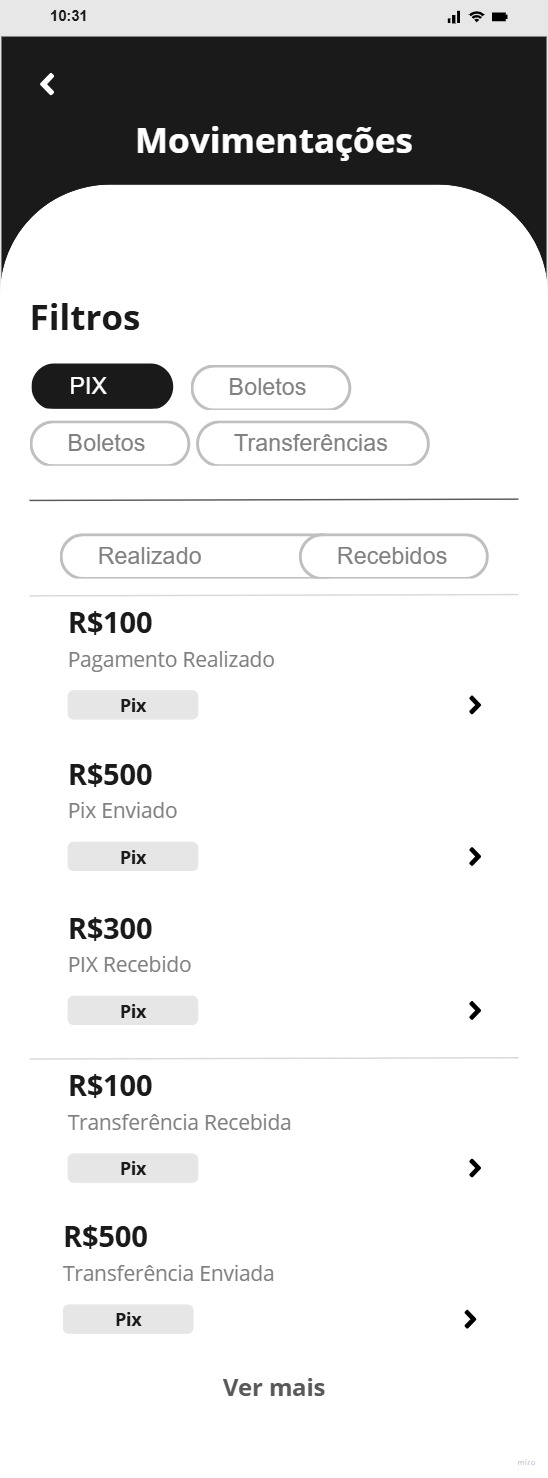 10:31
Movimentações
Filtros
PIX Boletos
Boletos Transferências
Realizado Recebidos
R$100
Pagamento Realizado
Pix
R$500
Pix Enviado
Pix
R$300
PIX Recebido
Pix
R$100
Transferência Recebida
Pix
R$500
Transferência Enviada
Pix
Ver mais
miro